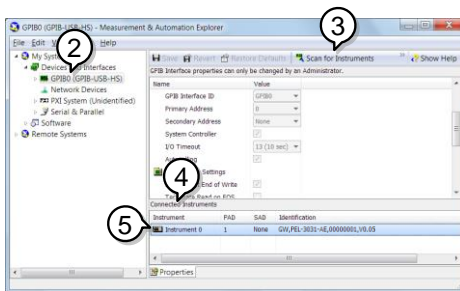 GPIB0 (GPIB-USB-HS) - Measurement & Automation Explorer
3
File Edit Help
2
My Sy
Devices Interfaces
GPIB0 (GPIB-USB-HS)
Network Devices
PXI System (Unidentified)
Serial & Parallel
Software
Remote Systems
Save Revert Restore Defaults Scan for Instruments Show Help
GPIB Interface properties can only be changed by an Administrator.
Name Value
GPIB Interface ID GPIB0
Primary Address 0
Secondary Address None
System Controller
I/O Timeout 13 (10 sec)
4
Settings
End of Write
Connected Instruments
5
Instrument PAD SAD Identification
Instrument 0 1 None GW,PEL-3031-AE,00000001,V0.05
Properties